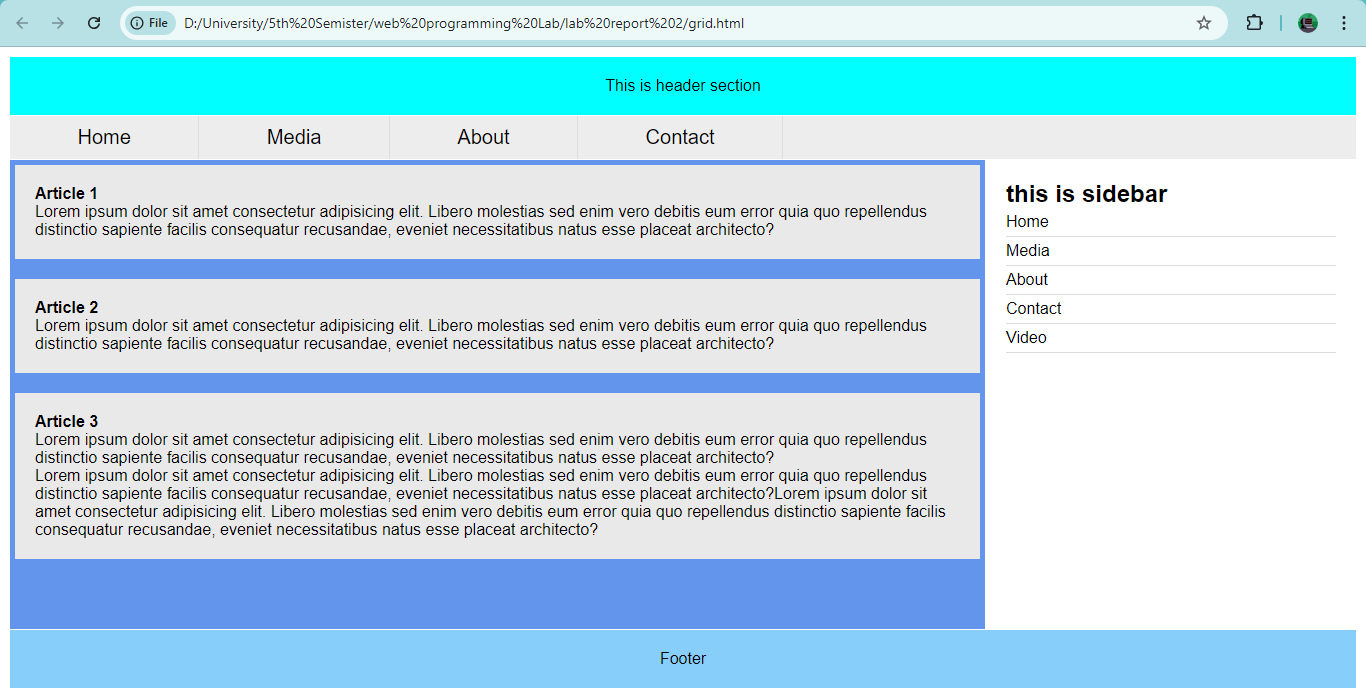 File D:/University/5th%20Semister/web%20programming%20Lab/lab%20report%202/grid.html
This is header section
Home Media About Contact
Article 1
Lorem ipsum dolor sit amet consectetur adipisicing elit. Libero molestias sed enim vero debitis eum error quia quo repellendus
distinctio sapiente facilis consequatur recusandae, eveniet necessitatibus natus esse placeat architecto?
Article 2
Lorem ipsum dolor sit amet consectetur adipisicing elit. Libero molestias sed enim vero debitis eum error quia quo repellendus
distinctio sapiente facilis consequatur recusandae, eveniet necessitatibus natus esse placeat architecto?
Article 3
Lorem ipsum dolor sit amet consectetur adipisicing elit. Libero molestias sed enim vero debitis eum error quia quo repellendus
distinctio sapiente facilis consequatur recusandae, eveniet necessitatibus natus esse placeat architecto?
Lorem ipsum dolor sit amet consectetur adipisicing elit. Libero molestias sed enim vero debitis eum error quia quo repellendus
distinctio sapiente facilis consequatur recusandae, eveniet necessitatibus natus esse placeat architecto?Lorem ipsum dolor sit
amet consectetur adipisicing elit. Libero molestias sed enim vero debitis eum error quia quo repellendus distinctio sapiente facilis
consequatur recusandae, eveniet necessitatibus natus esse placeat architecto?
this is sidebar
Home
Media
About
Contact
Video
Footer